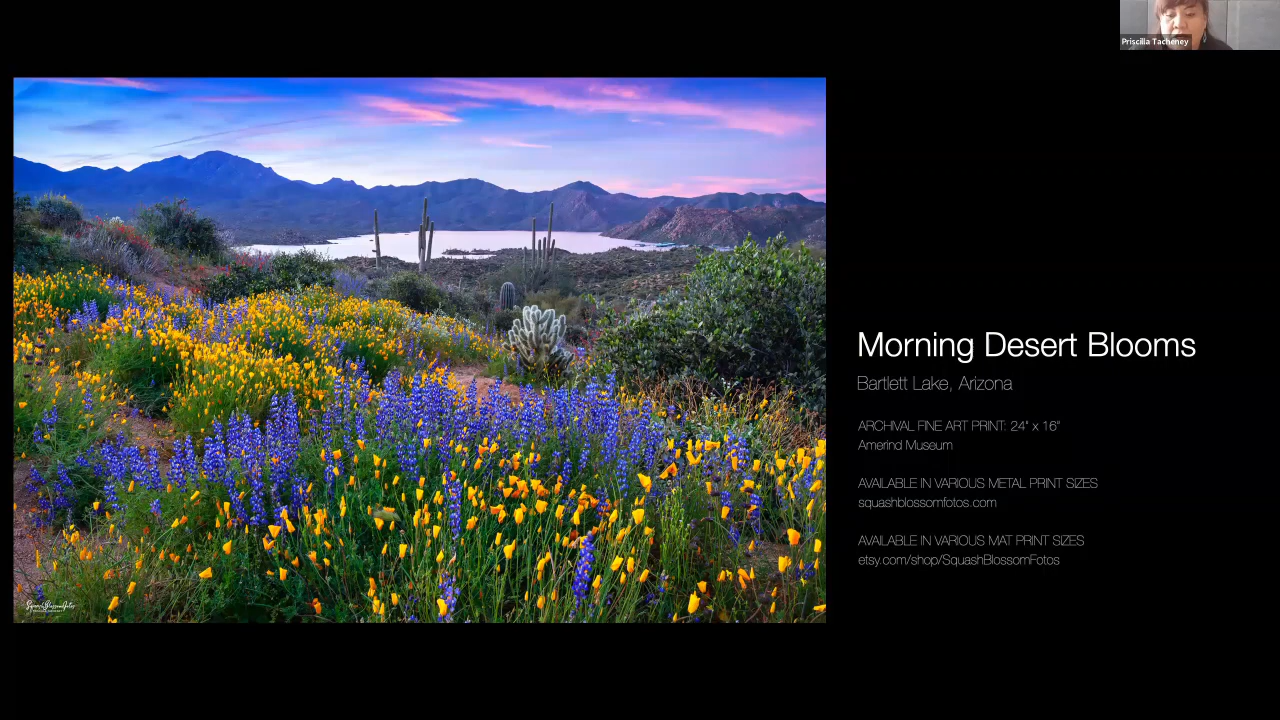 Priscilla Tacheney
Morning Desert Blooms
Bartlett Lake, Arizona
ARCHIVAL FINE ART PRINT: 24" x 16"
Amerind Museum
AVAILABLE IN VARIOUS METAL PRINT SIZES
squashblossomfotos.com
AVAILABLE IN VARIOUS MAT PRINT SIZES
etsy.com/shop/SquashBlossomFotos
SquashBlossomFotos